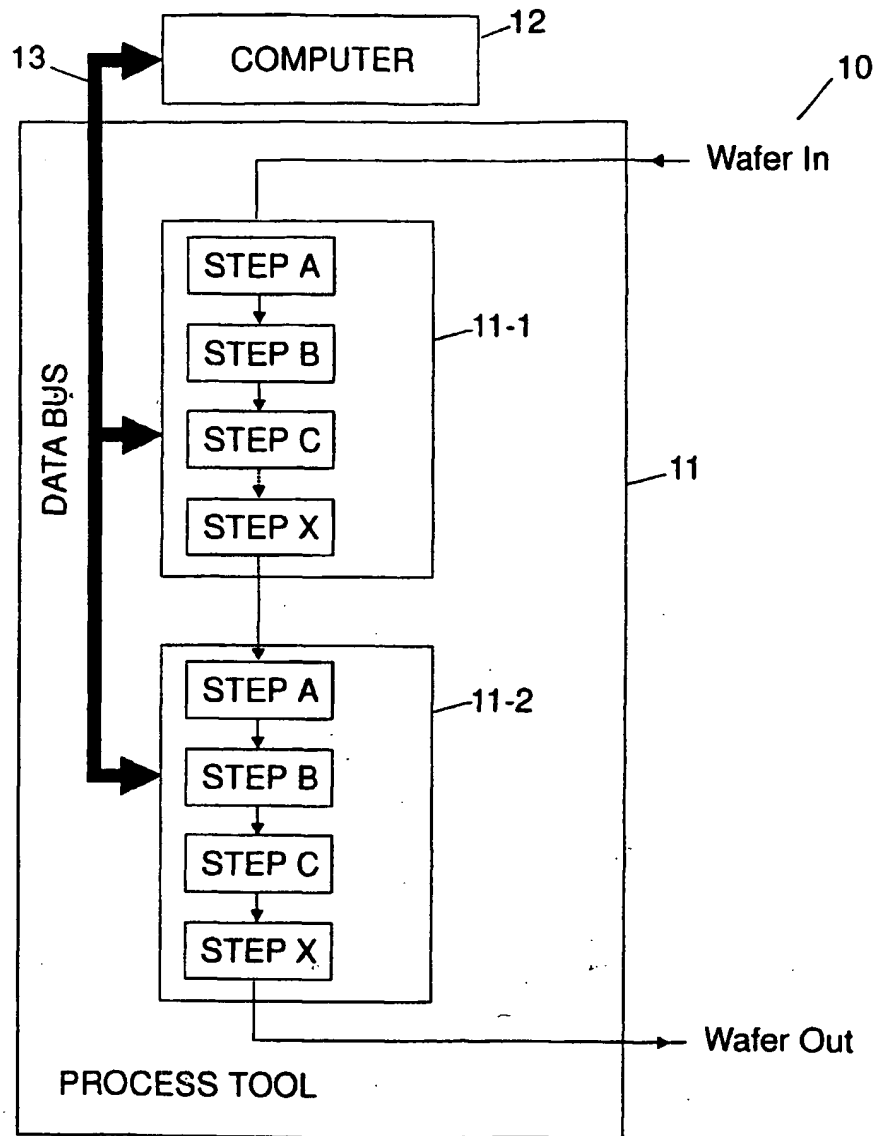 12
13
COMPUTER
10
Wafer In
STEP A
11-1
STEP B
STEP C
11
STEP X
DATA BUS
STEP A
11-2
STEP B
STEP C
STEP X
Wafer Out
PROCESS TOOL